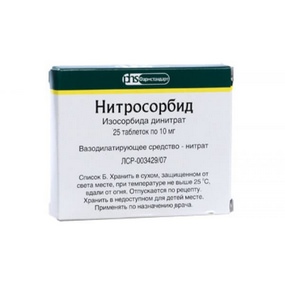 phs Фармстандарт
Нитросорбид
Изосорбида динитрат
25 таблеток по 10 мг
Вазодилатирующее средство - нитрат
ЛСР-003429/07
Список Б. Хранить в сухом, защищенном от
света месте, при температуре не выше 25 °С,
вдали от огня. Отпускается по рецепту.
Хранить в недоступном для детей месте.
Применять по назначению врача.